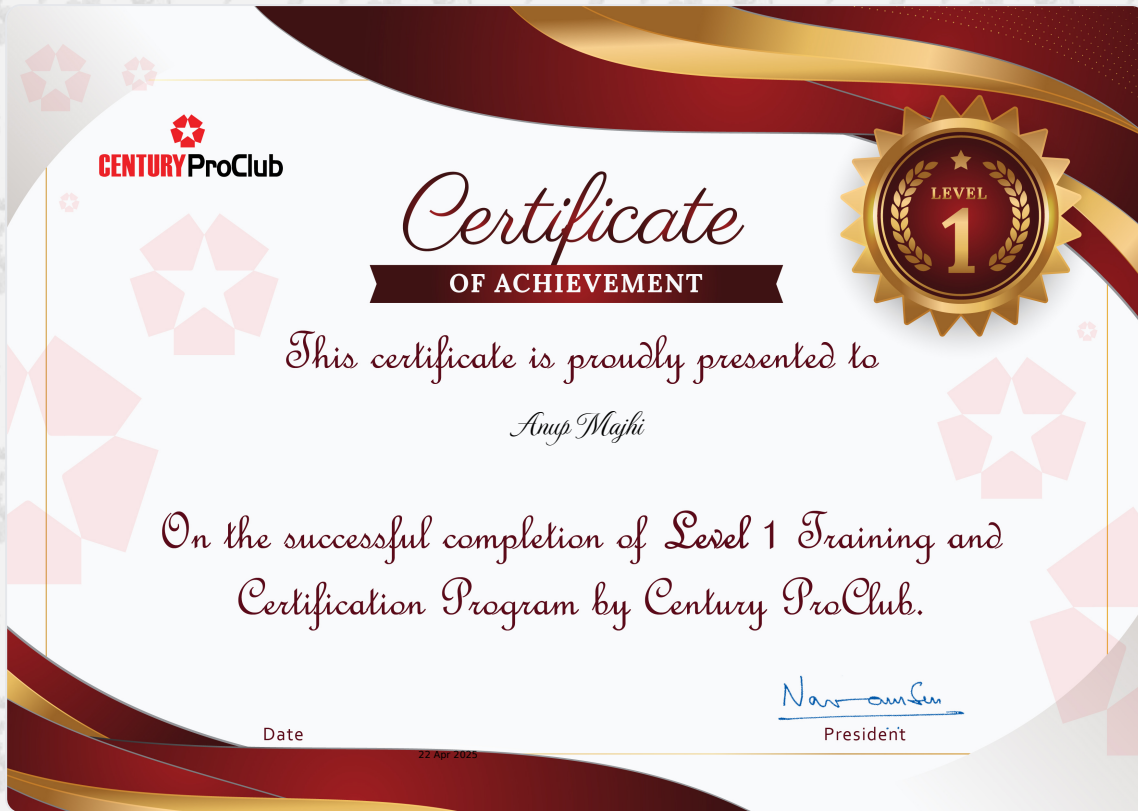 CENTURY ProClub
LEVEL
1
Certificate
OF ACHIEVEMENT
This certificate is proudly presented to
Anup Majhi
On the successful completion of Level 1 Training and
Certification Program by Century ProClub.
Date
President
22 Apr 2025